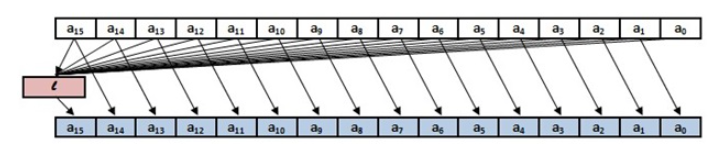 a₁₅ a₁₄ a₁₃ a₁₂ a₁₁ a₁₀ a₉ a₈ a₇ a₆ a₅ a₄ a₃ a₂ a₁ a₀
ℓ
a₁₅ a₁₄ a₁₃ a₁₂ a₁₁ a₁₀ a₉ a₈ a₇ a₆ a₅ a₄ a₃ a₂ a₁ a₀